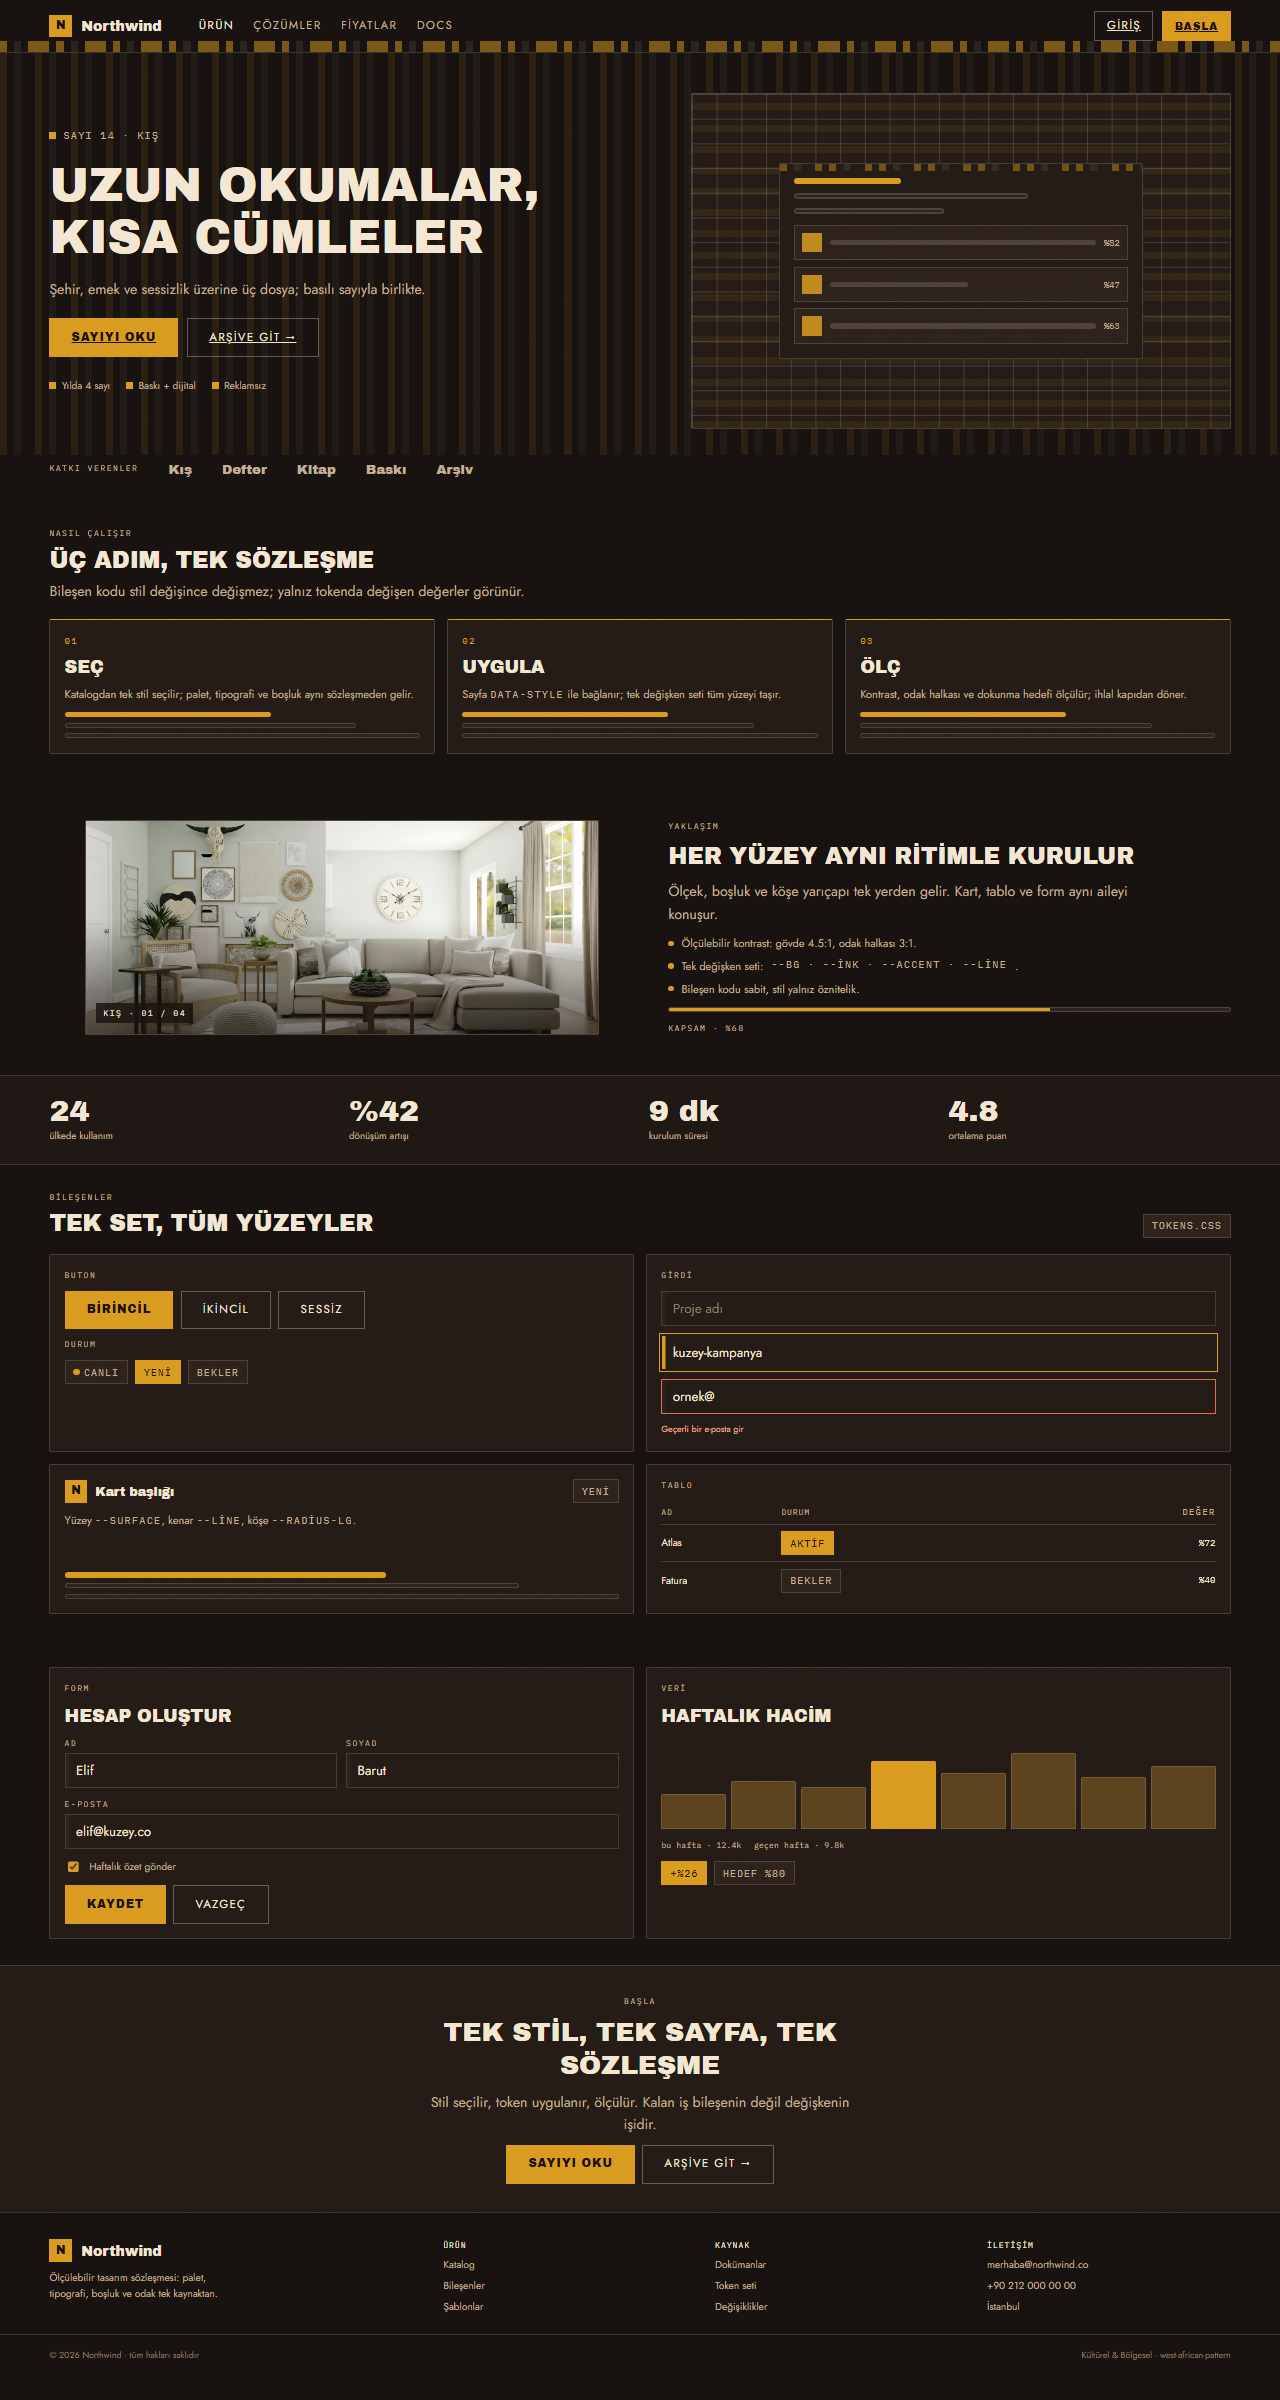 N Northwind ÜRÜN ÇÖZÜMLER FİYATLAR DOCS GİRİŞ BAŞLA
SAYI 14 · KIŞ
UZUN OKUMALAR,
KISA CÜMLELER
Şehir, emek ve sessizlik üzerine üç dosya; basılı sayıyla birlikte.
SAYIYI OKU ARŞİVE GİT →
Yılda 4 sayı Baskı + dijital Reklamsız
%82
%47
%63
KATKI VERENLER Kış Defter Kitap Baskı Arşiv
NASIL ÇALIŞIR
ÜÇ ADIM, TEK SÖZLEŞME
Bileşen kodu stil değişince değişmez; yalnız tokenda değişen değerler görünür.
01
SEÇ
Katalogdan tek stil seçilir; palet, tipografi ve boşluk aynı sözleşmeden gelir.
02
UYGULA
Sayfa DATA-STYLE ile bağlanır; tek değişken seti tüm yüzeyi taşır.
03
ÖLÇ
Kontrast, odak halkası ve dokunma hedefi ölçülür; ihlal kapıdan döner.
KIŞ · 01 / 04
YAKLAŞIM
HER YÜZEY AYNI RİTİMLE KURULUR
Ölçek, boşluk ve köşe yarıçapı tek yerden gelir. Kart, tablo ve form aynı aileyi
konuşur.
Ölçülebilir kontrast: gövde 4.5:1, odak halkası 3:1.
Tek değişken seti: --BG · --İNK · --ACCENT · --LİNE .
Bileşen kodu sabit, stil yalnız öznitelik.
KAPSAM · %68
24 %42 9 dk 4.8
ülkede kullanım dönüşüm artışı kurulum süresi ortalama puan
BİLEŞENLER
TEK SET, TÜM YÜZEYLER
TOKENS.CSS
BUTON
BİRİNCİL İKİNCİL SESSİZ
DURUM
CANLI YENİ BEKLER
GİRDİ
Proje adı
kuzey-kampanya
ornek@
Geçerli bir e-posta gir
N Kart başlığı YENİ
Yüzey --SURFACE, kenar --LİNE, köşe --RADİUS-LG.
TABLO
AD DURUM DEĞER
Atlas AKTİF %72
Fatura BEKLER %40
FORM
HESAP OLUŞTUR
AD SOYAD
Elif Barut
E-POSTA
elif@kuzey.co
Haftalık özet gönder
KAYDET VAZGEÇ
VERİ
HAFTALIK HACİM
bu hafta · 12.4k geçen hafta · 9.8k
+%26 HEDEF %80
BAŞLA
TEK STİL, TEK SAYFA, TEK
SÖZLEŞME
Stil seçilir, token uygulanır, ölçülür. Kalan iş bileşenin değil değişkenin
işidir.
SAYIYI OKU ARŞİVE GİT →
N Northwind
Ölçülebilir tasarım sözleşmesi: palet,
tipografi, boşluk ve odak tek kaynaktan.
ÜRÜN
Katalog
Bileşenler
Şablonlar
KAYNAK
Dokümanlar
Token seti
Değişiklikler
İLETİŞİM
merhaba@northwind.co
+90 212 000 00 00
İstanbul
© 2026 Northwind · tüm hakları saklıdır
Kültürel & Bölgesel · west-african-pattern